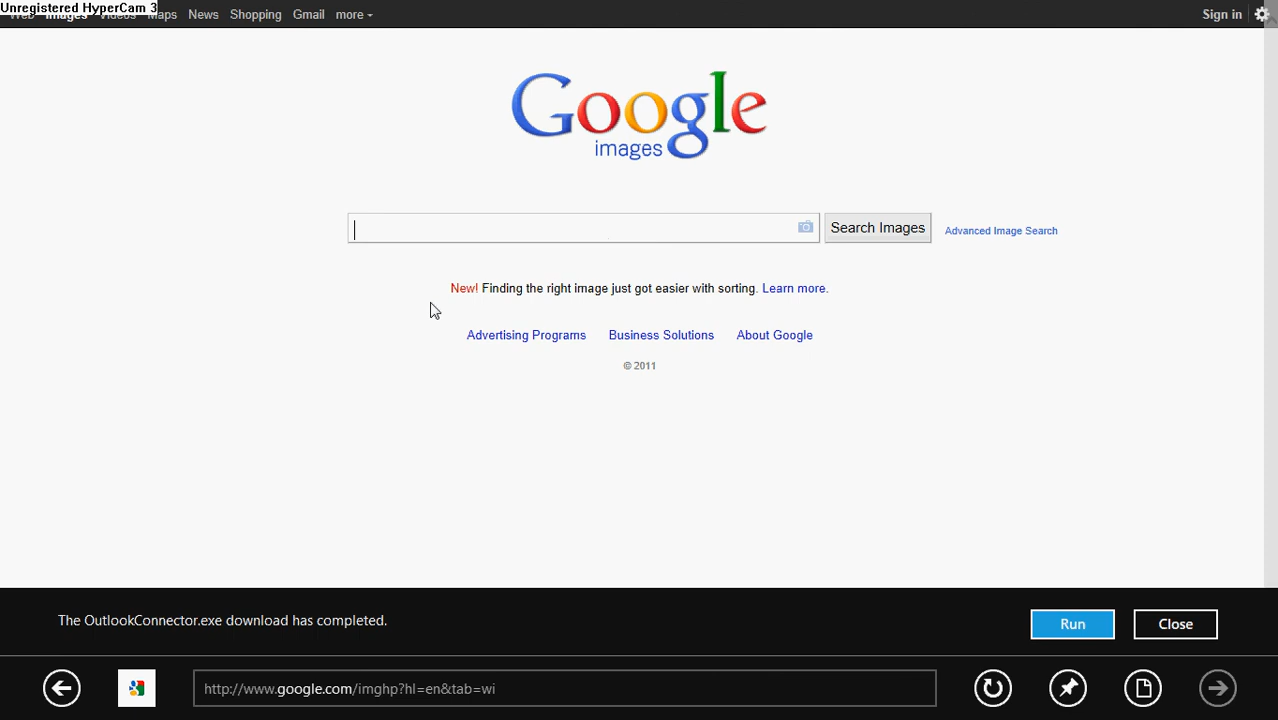 Unregistered HyperCam 3
Web Images Videos Maps News Shopping Gmail more Sign in
Google
images
Search Images Advanced Image Search
New! Finding the right image just got easier with sorting. Learn more.
Advertising Programs Business Solutions About Google
© 2011
The OutlookConnector.exe download has completed. Run Close
http://www.google.com/imghp?hl=en&tab=wi